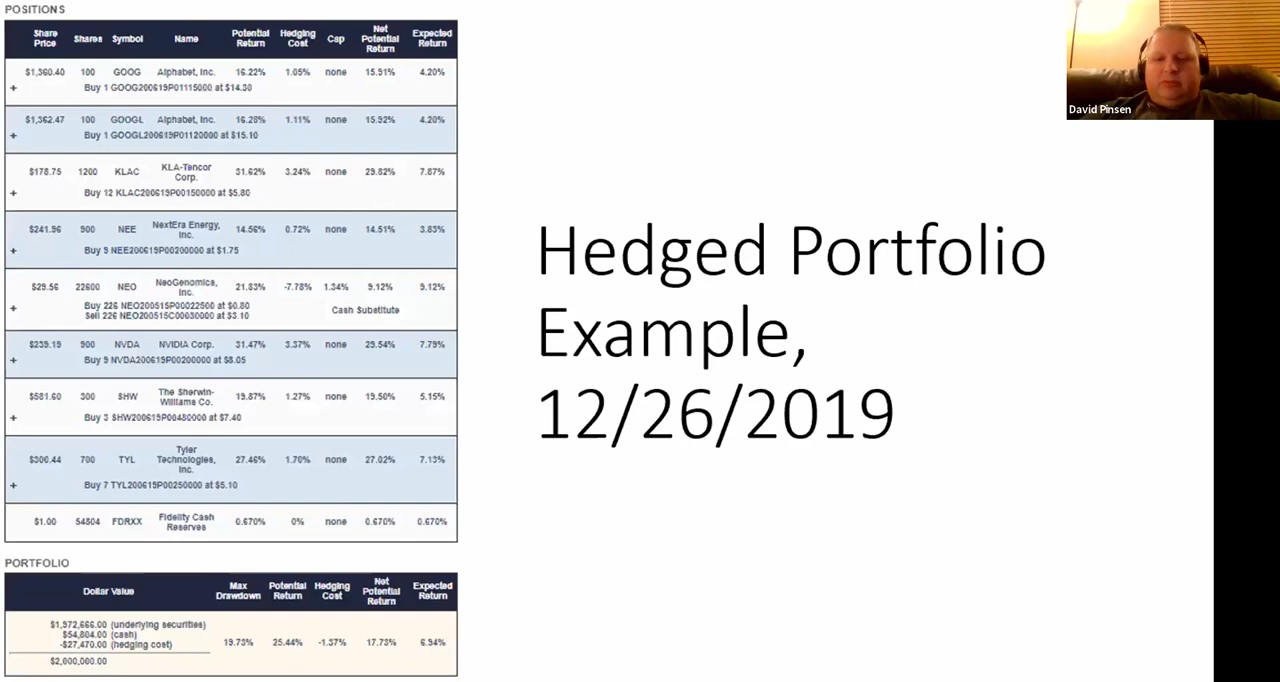 POSITIONS
Share Price Shares Symbol Name Potential Return Hedging Cost Cap Net Potential Return Expected Return
$1,360.40 100 GOOG Alphabet, Inc. 16.22% 1.05% none 15.91% 4.20%
+ Buy 1 GOOG200619P01115000 at $14.30
$1,362.47 100 GOOGL Alphabet, Inc. 16.28% 1.11% none 15.92% 4.20%
+ Buy 1 GOOGL200619P01120000 at $15.10
$178.75 1200 KLAC KLA-Tencor Corp. 31.62% 3.24% none 29.82% 7.87%
+ Buy 12 KLAC200619P00150000 at $5.80
$241.96 900 NEE NextEra Energy, Inc. 14.56% 0.72% none 14.51% 3.83%
+ Buy 9 NEE200619P00200000 at $1.75
$29.56 22600 NEO NeoGenomics, Inc. 21.83% -7.78% 1.34% 9.12% 9.12%
+ Buy 226 NEO200515P00022500 at $0.80
Sell 226 NEO200515C00030000 at $3.10 Cash Substitute
$239.19 900 NVDA NVIDIA Corp. 31.47% 3.37% none 29.54% 7.79%
+ Buy 9 NVDA200619P00200000 at $8.05
$581.60 300 SHW The Sherwin-Williams Co. 19.87% 1.27% none 19.50% 5.15%
+ Buy 3 SHW200619P00480000 at $7.40
$300.44 700 TYL Tyler Technologies, Inc. 27.46% 1.70% none 27.02% 7.13%
+ Buy 7 TYL200619P00250000 at $5.10
$1.00 54804 FDRXX Fidelity Cash Reserves 0.670% 0% none 0.670% 0.670%
PORTFOLIO
Dollar Value Max Drawdown Potential Return Hedging Cost Net Potential Return Expected Return
$1,972,666.00 (underlying securities)
$54,804.00 (cash)
-$27,470.00 (hedging cost) 19.73% 25.44% -1.37% 17.73% 6.94%
$2,000,000.00
Hedged Portfolio
Example,
12/26/2019
David Pinsen